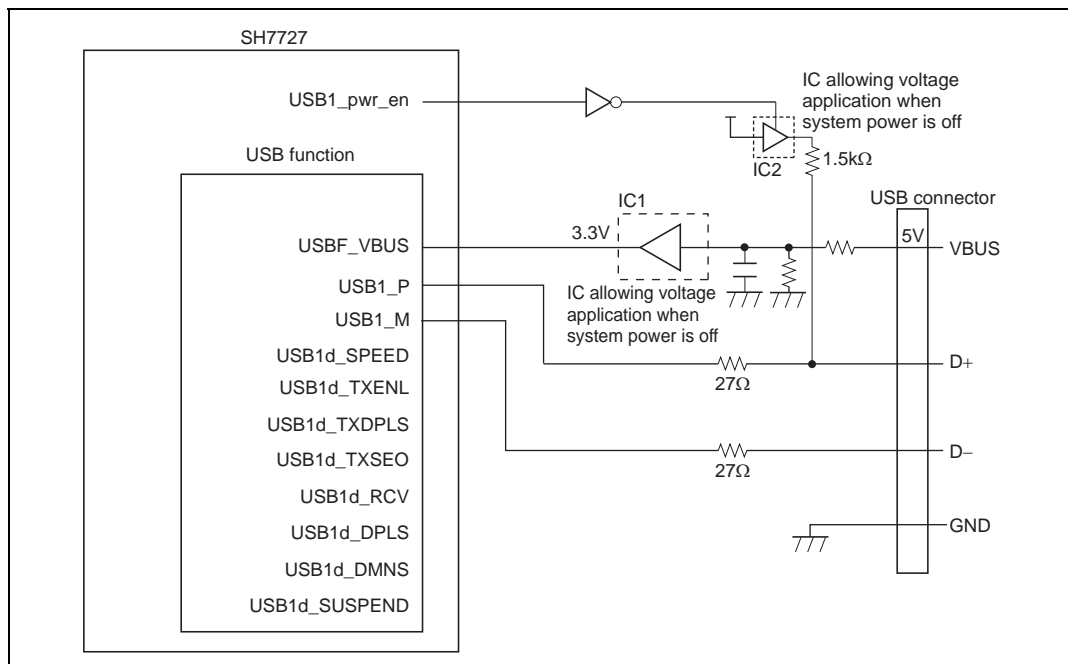 SH7727
USB1_pwr_en
IC allowing voltage
application when
system power is off
IC2
1.5kΩ
USB function
USB connector
IC1
3.3V
5V
USBF_VBUS
VBUS
USB1_P
IC allowing voltage
application when
system power is off
USB1_M
USB1d_SPEED
27Ω
D+
USB1d_TXENL
USB1d_TXDPLS
USB1d_TXSEO
27Ω
D−
USB1d_RCV
USB1d_DPLS
GND
USB1d_DMNS
USB1d_SUSPEND